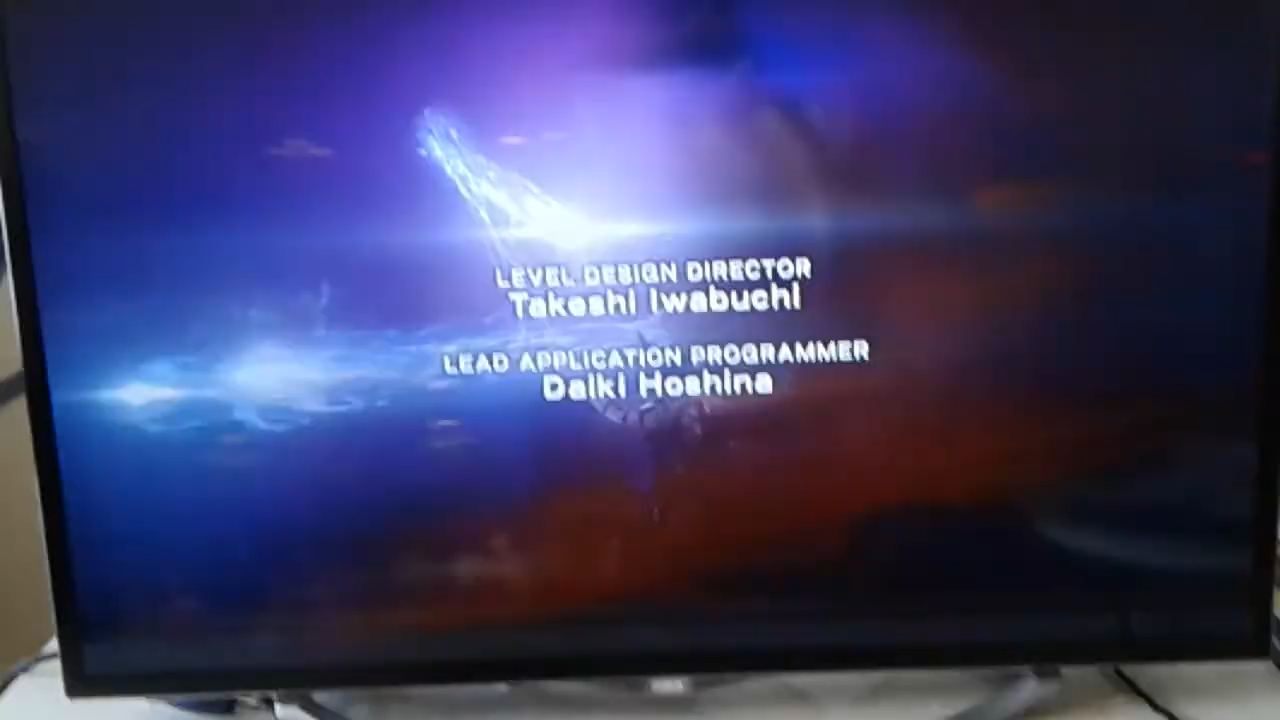 LEVEL DESIGN DIRECTOR
Takeshi Iwabuchi
LEAD APPLICATION PROGRAMMER
Daiki Hoshina